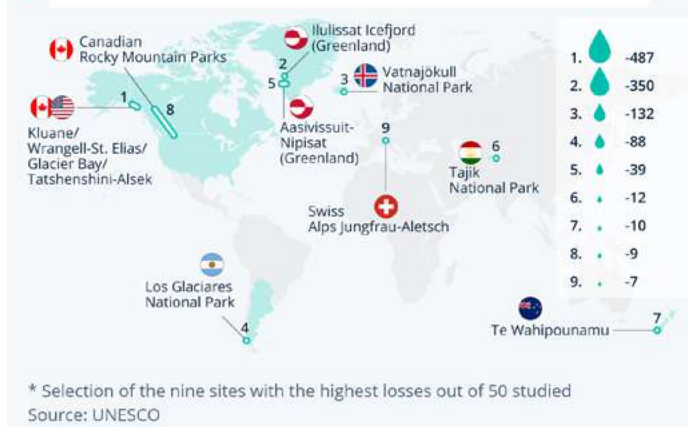 Canadian
Rocky Mountain Parks
Ilulissat Icefjord
(Greenland)
2
5
3
Vatnajökull
National Park
1
8
Kluane/
Wrangell-St. Elias/
Glacier Bay/
Tatshenshini-Alsek
Aasivissuit-
Nipisat
(Greenland)
9
6
Tajik
National Park
Swiss
Alps Jungfrau-Aletsch
Los Glaciares
National Park
4
7
Te Wahipounamu
1. -487
2. -350
3. -132
4. -88
5. -39
6. -12
7. -10
8. -9
9. -7
* Selection of the nine sites with the highest losses out of 50 studied
Source: UNESCO